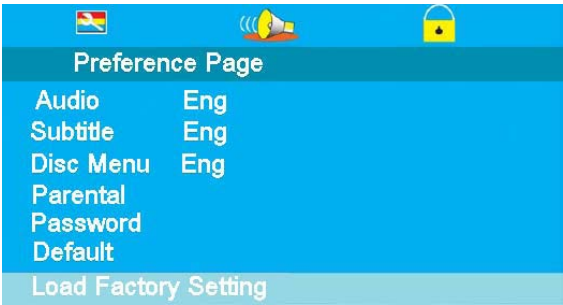 Preference Page
Audio Eng
Subtitle Eng
Disc Menu Eng
Parental
Password
Default
Load Factory Setting